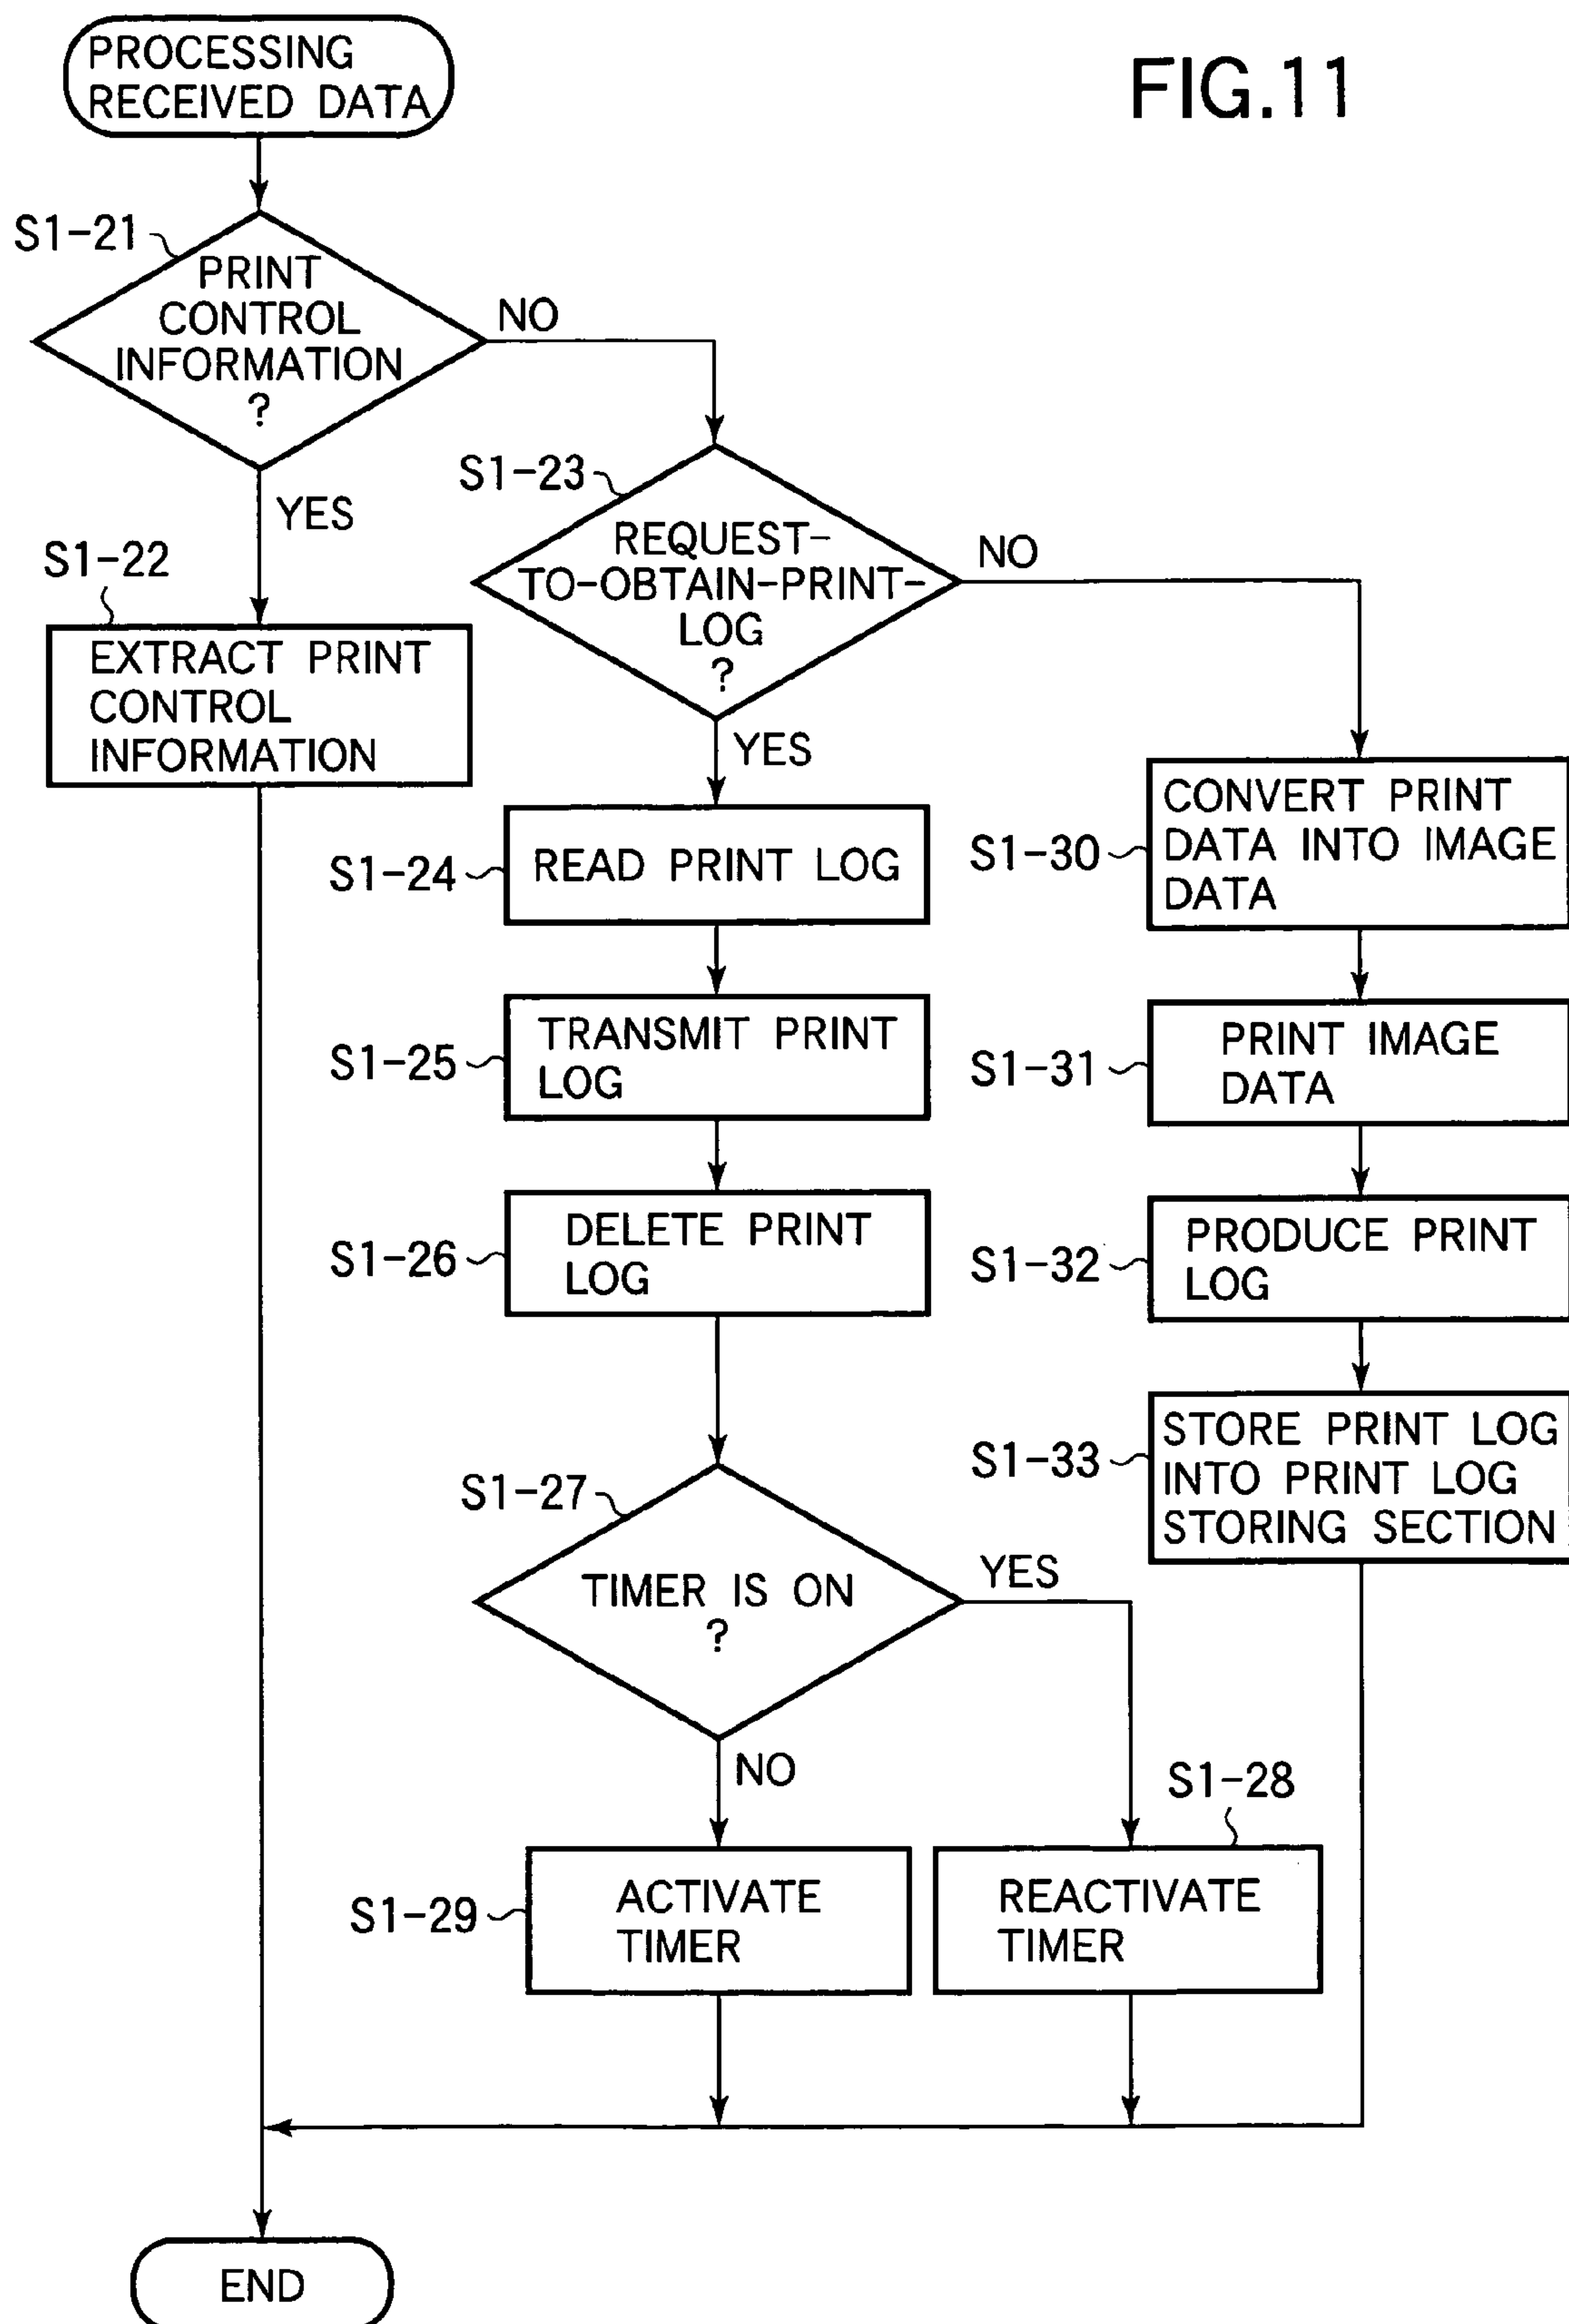 PROCESSING
RECEIVED DATA
FIG.11
S1-21
PRINT
CONTROL
INFORMATION
?
NO
YES
S1-22
EXTRACT PRINT
CONTROL
INFORMATION
S1-23
REQUEST-
TO-OBTAIN-PRINT-
LOG
?
NO
YES
S1-24
READ PRINT LOG
S1-25
TRANSMIT PRINT
LOG
S1-26
DELETE PRINT
LOG
S1-27
TIMER IS ON
?
YES
NO
S1-28
REACTIVATE
TIMER
S1-29
ACTIVATE
TIMER
S1-30
CONVERT PRINT
DATA INTO IMAGE
DATA
S1-31
PRINT IMAGE
DATA
S1-32
PRODUCE PRINT
LOG
S1-33
STORE PRINT LOG
INTO PRINT LOG
STORING SECTION
END